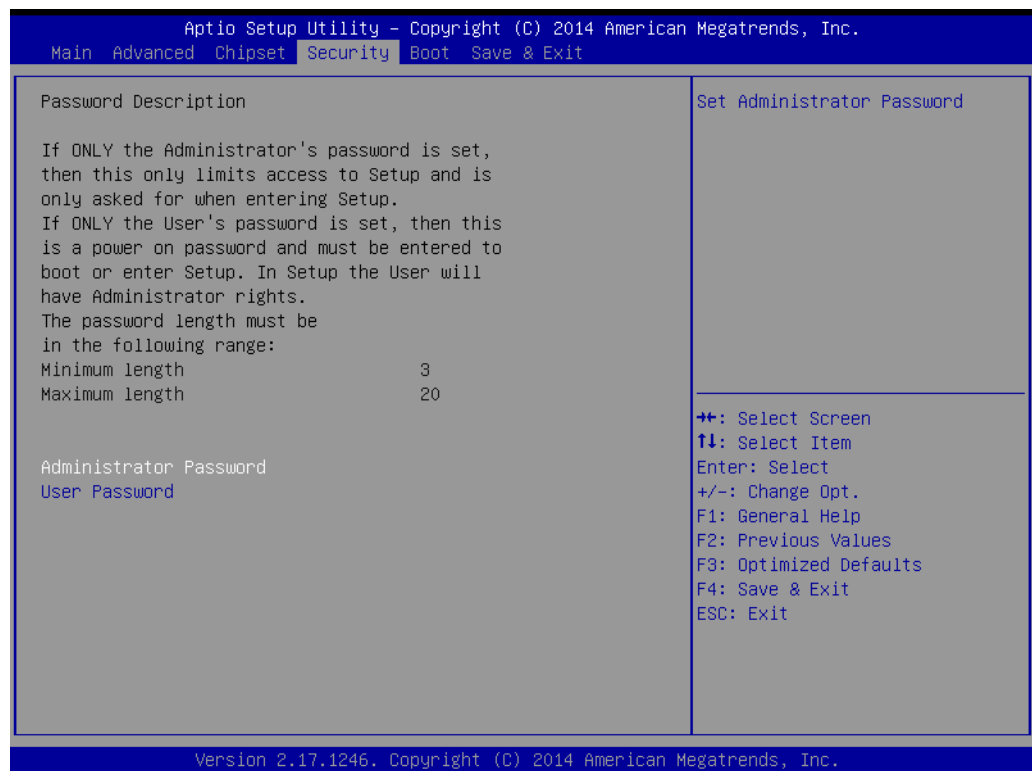 Aptio Setup Utility – Copyright (C) 2014 American Megatrends, Inc.
Main Advanced Chipset Security Boot Save & Exit
Password Description
If ONLY the Administrator's password is set,
then this only limits access to Setup and is
only asked for when entering Setup.
If ONLY the User's password is set, then this
is a power on password and must be entered to
boot or enter Setup. In Setup the User will
have Administrator rights.
The password length must be
in the following range:
Minimum length 3
Maximum length 20
Administrator Password
User Password
Set Administrator Password
→←: Select Screen
↑↓: Select Item
Enter: Select
+/-: Change Opt.
F1: General Help
F2: Previous Values
F3: Optimized Defaults
F4: Save & Exit
ESC: Exit
Version 2.17.1246. Copyright (C) 2014 American Megatrends, Inc.